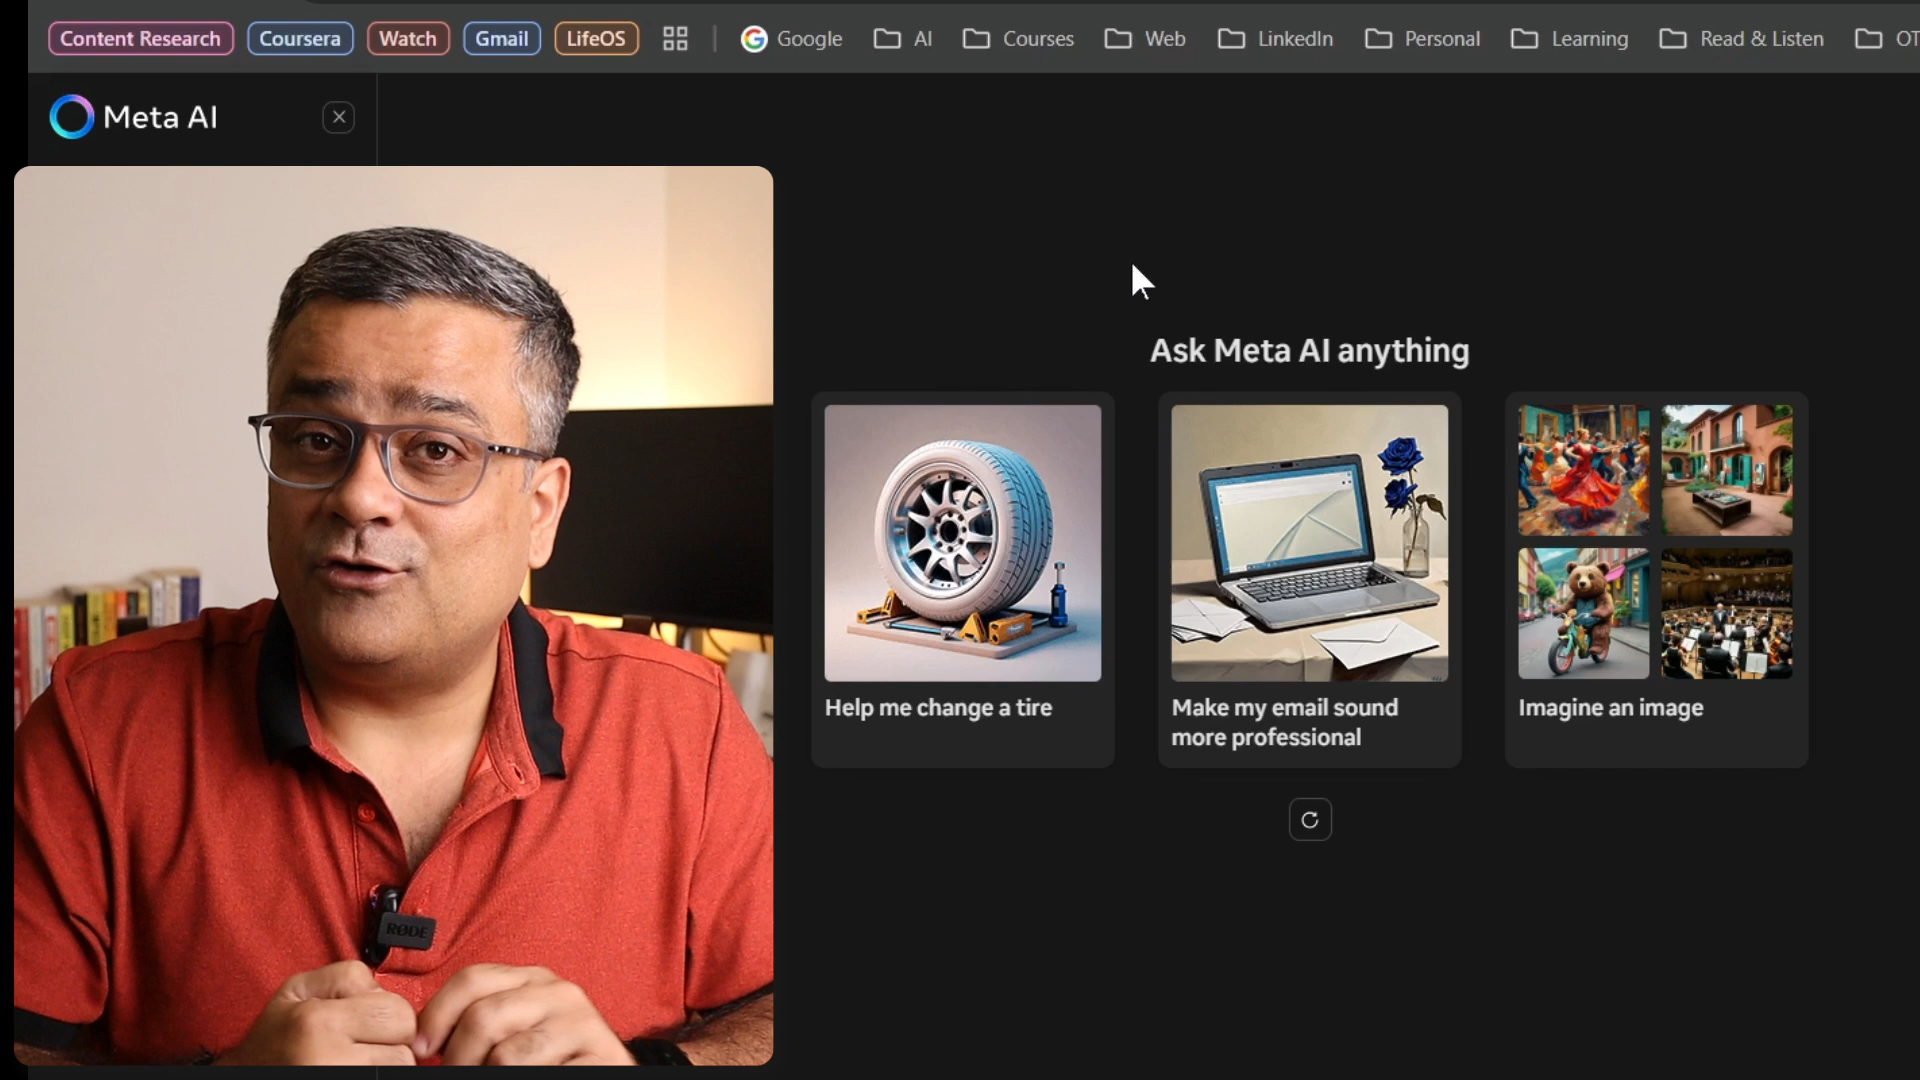 Content Research Coursera Watch Gmail LifeOS Google AI Courses Web LinkedIn Personal Learning Read & Listen
Meta AI
Ask Meta AI anything
Help me change a tire
Make my email sound
more professional
Imagine an image
RØDE